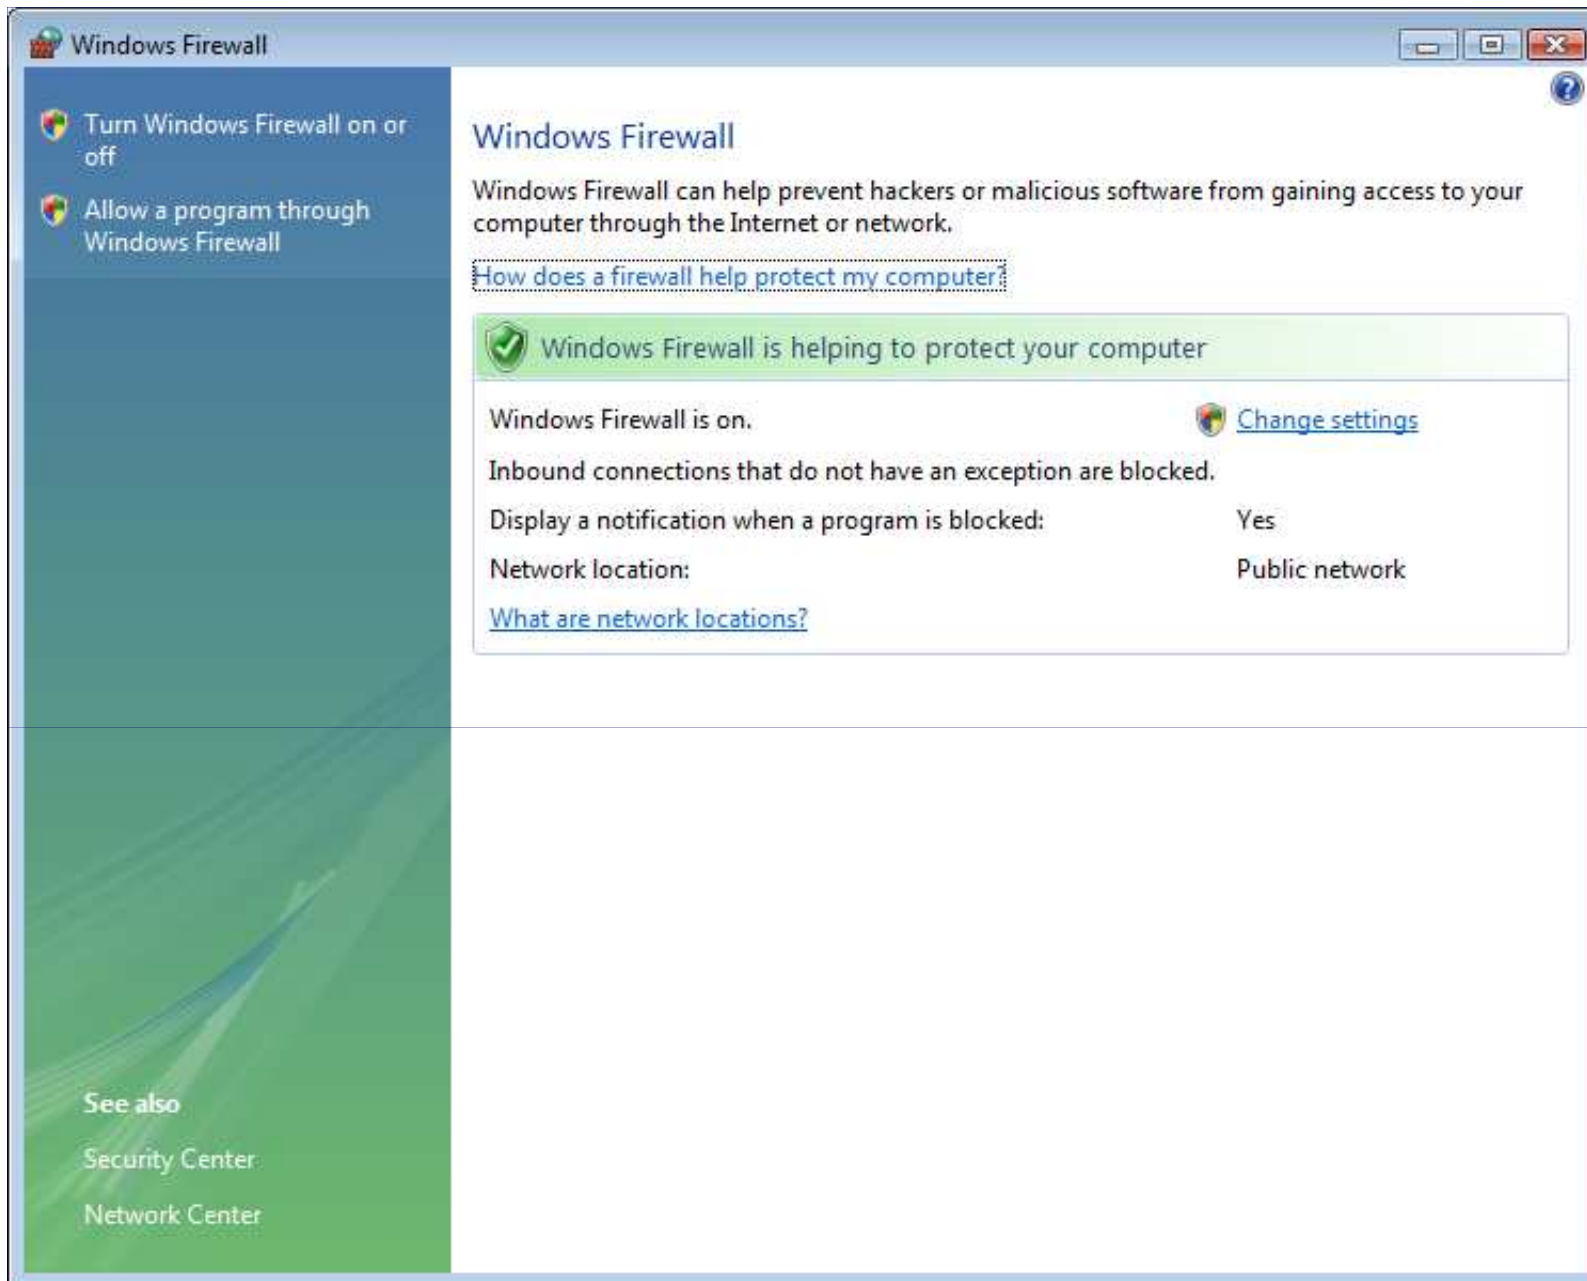 Windows Firewall
Turn Windows Firewall on or
off
Allow a program through
Windows Firewall
Windows Firewall
Windows Firewall can help prevent hackers or malicious software from gaining access to your
computer through the Internet or network.
How does a firewall help protect my computer?
Windows Firewall is helping to protect your computer
Windows Firewall is on. Change settings
Inbound connections that do not have an exception are blocked.
Display a notification when a program is blocked: Yes
Network location: Public network
What are network locations?
See also
Security Center
Network Center